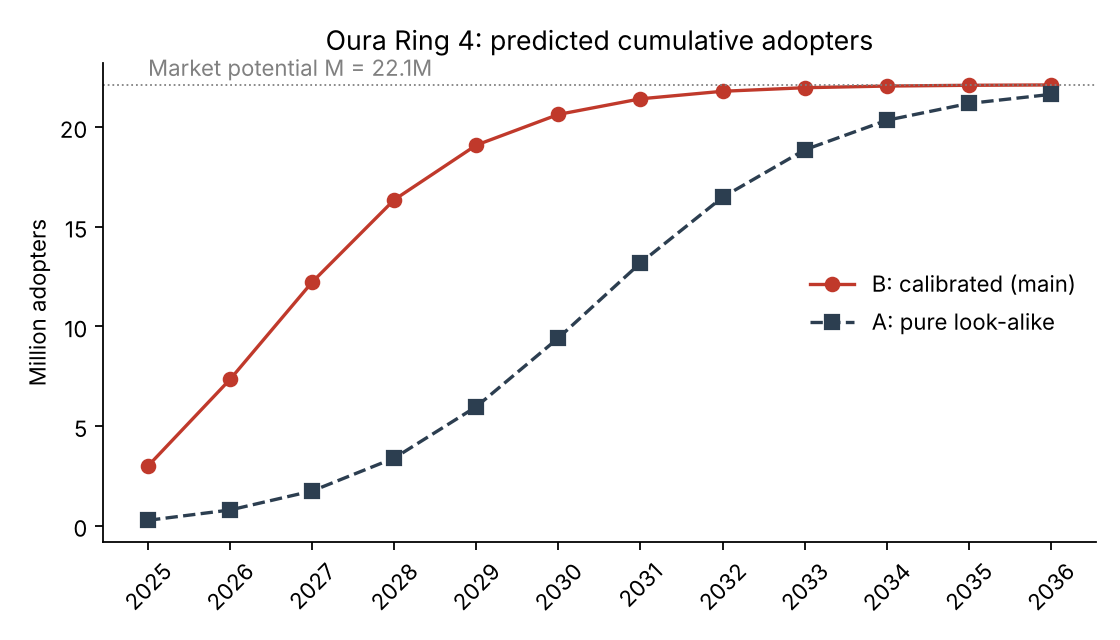 Oura Ring 4: predicted cumulative adopters
Market potential M = 22.1M
Million adopters
20
15
10
5
0
B: calibrated (main)
A: pure look-alike
2025 2026 2027 2028 2029 2030 2031 2032 2033 2034 2035 2036